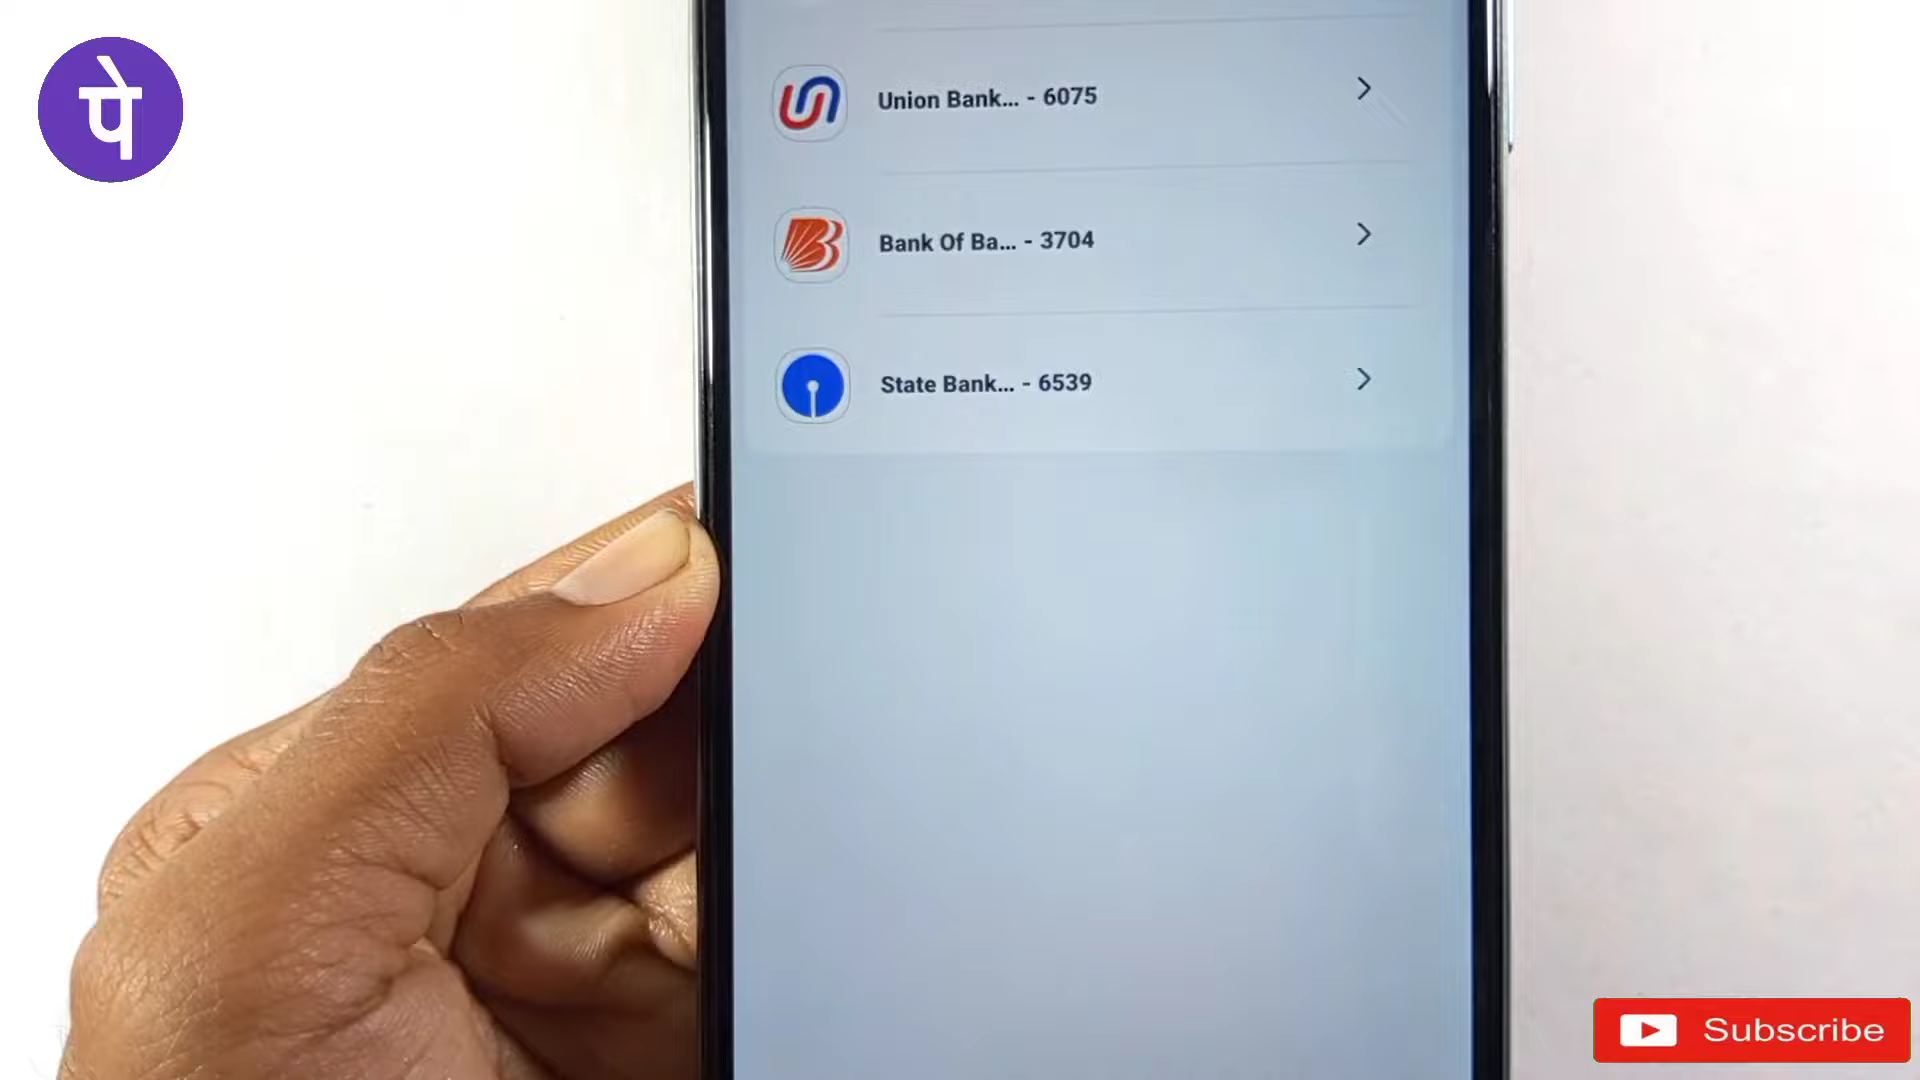 पे
Union Bank... - 6075
Bank Of Ba... - 3704
State Bank... - 6539
Subscribe